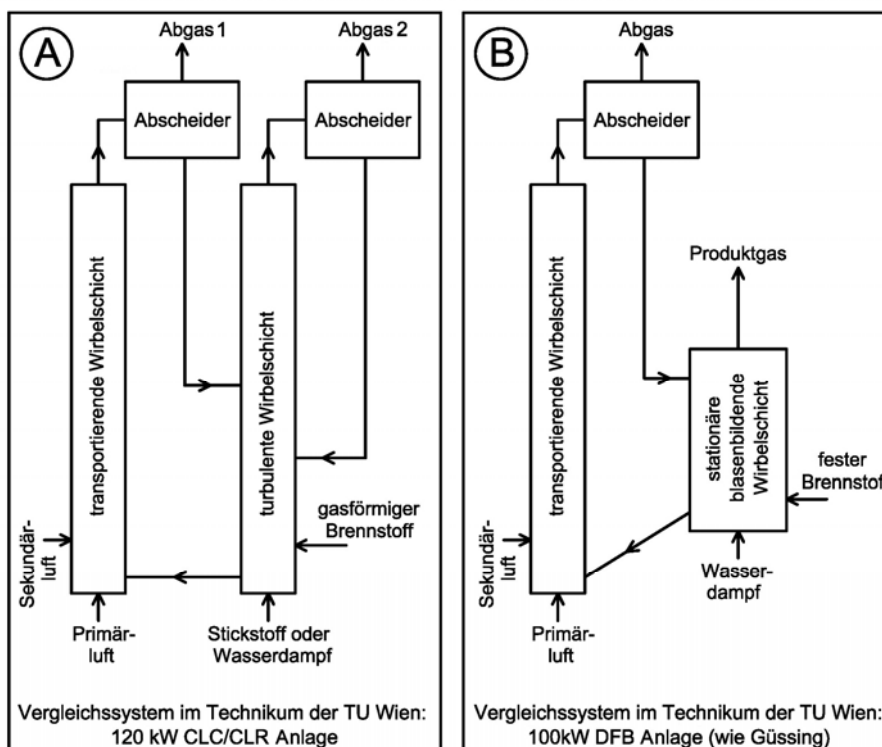 A
Abgas 1
Abgas 2
Abscheider
Abscheider
transportierende Wirbelschicht
turbulente Wirbelschicht
gasförmiger
Brennstoff
Sekundär-
luft
Primär-
luft
Stickstoff oder
Wasserdampf
Vergleichssystem im Technikum der TU Wien:
120 kW CLC/CLR Anlage
B
Abgas
Abscheider
Produktgas
transportierende Wirbelschicht
stationäre
blasenbildende
Wirbelschicht
fester
Brennstof
Sekundär-
luft
Wasser-
dampf
Primär-
luft
Vergleichssystem im Technikum der TU Wien:
100kW DFB Anlage (wie Güssing)